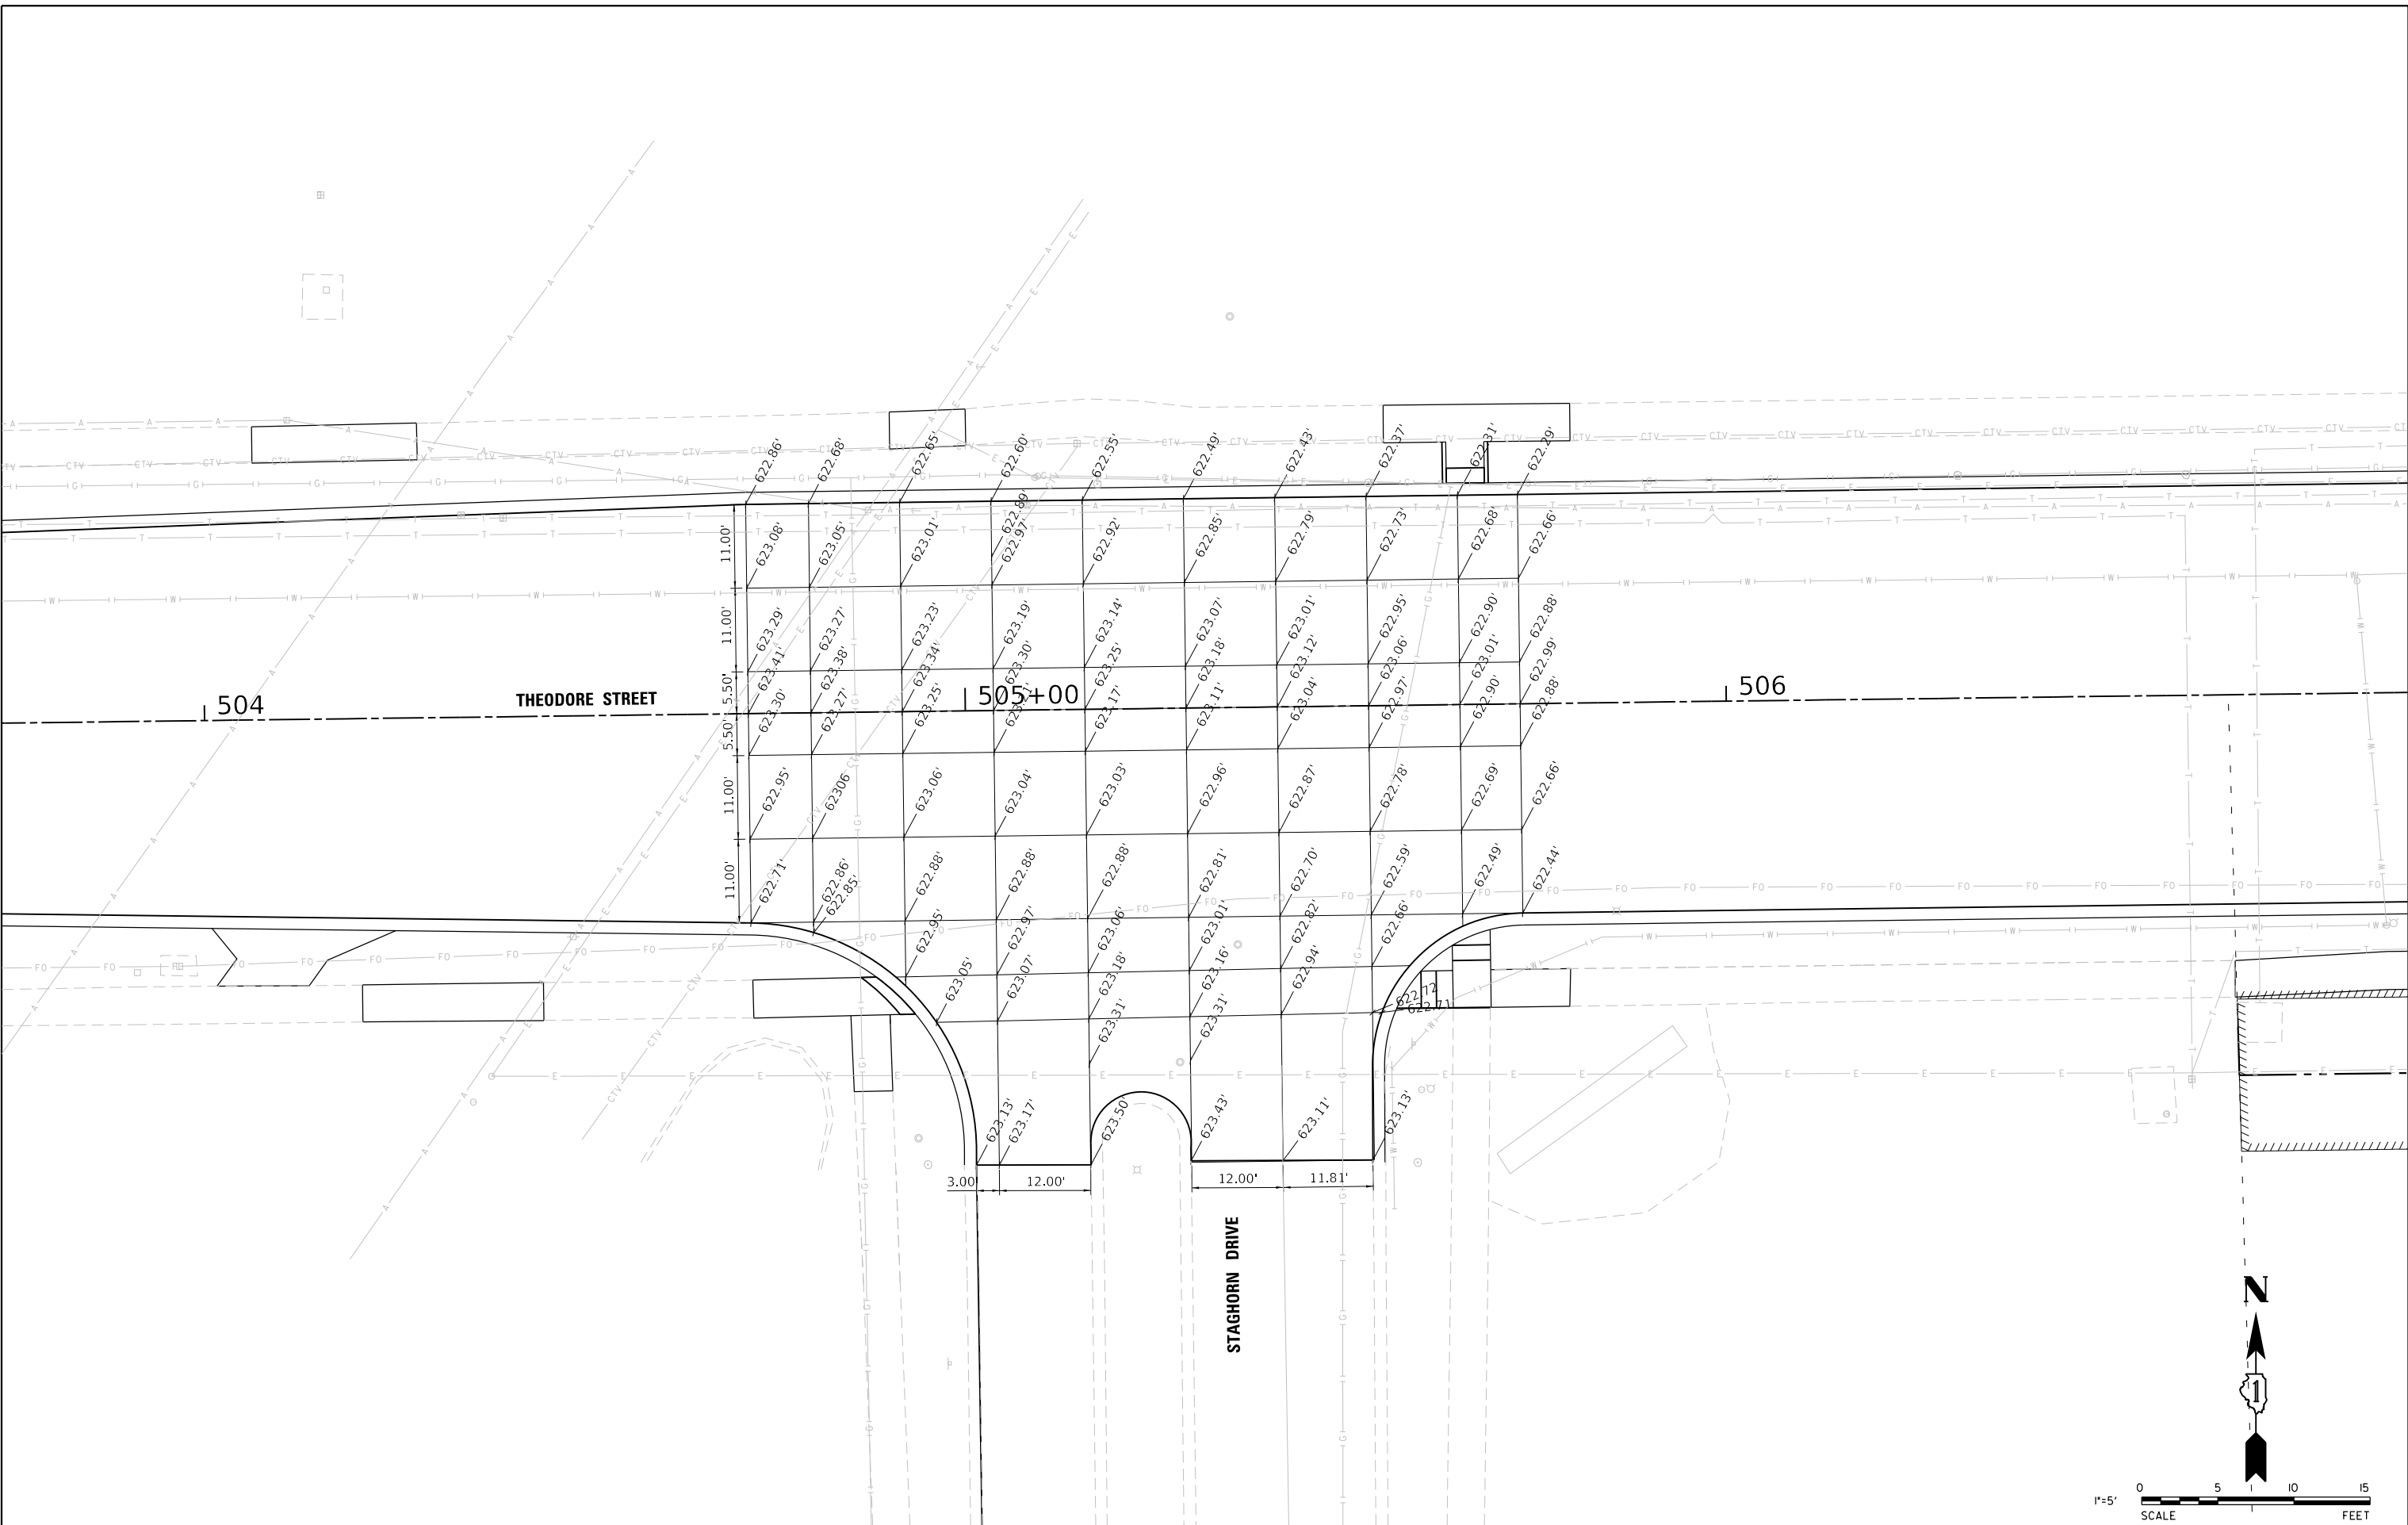 622.86' 622.68' 622.65' 622.60' 622.55' 622.49' 622.43' 622.37' 622.31' 622.29'
622.89'
623.08' 623.05' 623.01' 622.97' 622.92' 622.85' 622.79' 622.73' 622.68' 622.66'
623.29' 623.27' 623.23' 623.19' 623.14' 623.07' 623.01' 622.95' 622.90' 622.88'
623.41' 623.38' 623.34' 623.30' 623.25' 623.18' 623.12' 623.06' 623.01' 622.99'
504 THEODORE STREET 505+00 506
623.30' 623.27' 623.25' 623.21' 623.17' 623.11' 623.04' 622.97' 622.90' 622.88'
622.95' 62306 623.06' 623.04' 623.03' 622.96' 622.87' 622.78' 622.69' 622.66'
622.71' 622.86' 622.88' 622.88' 622.88' 622.81' 622.70' 622.59' 622.49' 622.44'
622.85'
622.95' 622.97' 623.06' 623.01' 622.82' 622.66'
623.05' 623.07' 623.18' 623.16' 622.94' 622.72
622.71
623.31' 623.31'
623.13' 623.17' 623.50' 623.43' 623.11' 623.13'
11.00'
11.00'
5.50'
5.50'
11.00'
11.00'
3.00' 12.00' 12.00' 11.81'
STAGHORN DRIVE
N
1
1"=5'
0 5 10 15
SCALE FEET